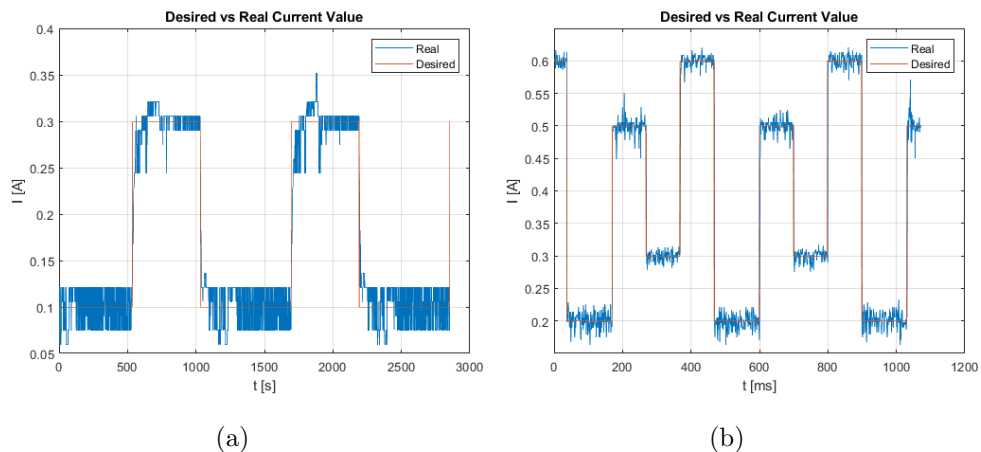 Desired vs Real Current Value
0.4
0.35
0.3
0.25
0.2
0.15
0.1
0.05
I [A]
Real
Desired
0 500 1000 1500 2000 2500 3000
t [s]
(a)
Desired vs Real Current Value
0.6
0.55
0.5
0.45
0.4
0.35
0.3
0.25
0.2
I [A]
Real
Desired
0 200 400 600 800 1000 1200
t [ms]
(b)